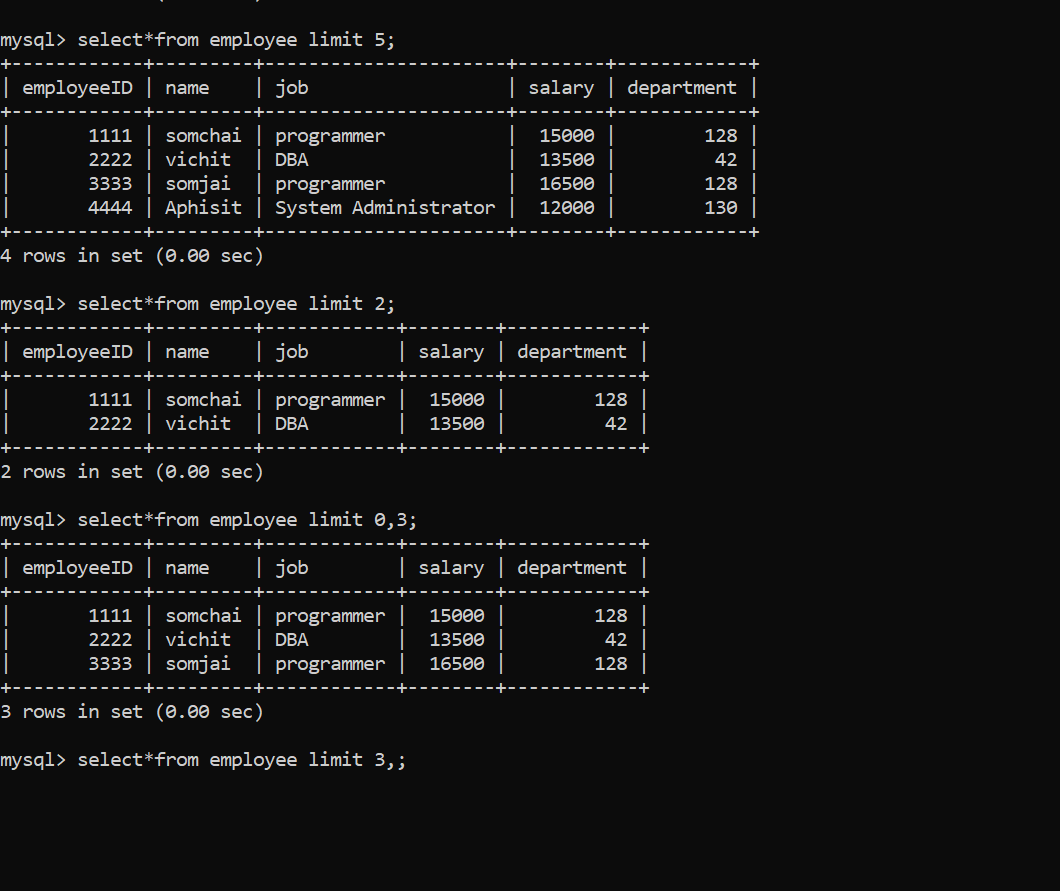 mysql> select*from employee limit 5;
+------------+---------+----------------------+--------+------------+
| employeeID | name    | job                  | salary | department |
+------------+---------+----------------------+--------+------------+
|       1111 | somchai | programmer           |  15000 |        128 |
|       2222 | vichit  | DBA                  |  13500 |         42 |
|       3333 | somjai  | programmer           |  16500 |        128 |
|       4444 | Aphisit | System Administrator |  12000 |        130 |
+------------+---------+----------------------+--------+------------+
4 rows in set (0.00 sec)
mysql> select*from employee limit 2;
+------------+---------+------------+--------+------------+
| employeeID | name    | job        | salary | department |
+------------+---------+------------+--------+------------+
|       1111 | somchai | programmer |  15000 |        128 |
|       2222 | vichit  | DBA        |  13500 |         42 |
+------------+---------+------------+--------+------------+
2 rows in set (0.00 sec)
mysql> select*from employee limit 0,3;
+------------+---------+------------+--------+------------+
| employeeID | name    | job        | salary | department |
+------------+---------+------------+--------+------------+
|       1111 | somchai | programmer |  15000 |        128 |
|       2222 | vichit  | DBA        |  13500 |         42 |
|       3333 | somjai  | programmer |  16500 |        128 |
+------------+---------+------------+--------+------------+
3 rows in set (0.00 sec)
mysql> select*from employee limit 3,;